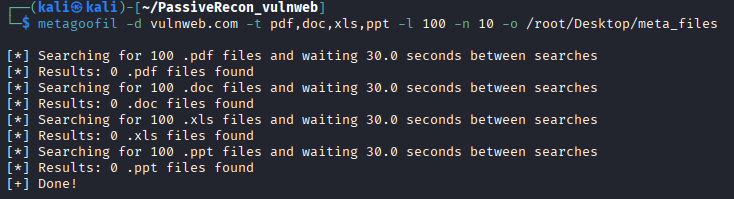 ┌──(kali㉿kali)-[~/PassiveRecon_vulnweb]
└─$ metagoofil -d vulnweb.com -t pdf,doc,xls,ppt -l 100 -n 10 -o /root/Desktop/meta_files
[*] Searching for 100 .pdf files and waiting 30.0 seconds between searches
[*] Results: 0 .pdf files found
[*] Searching for 100 .doc files and waiting 30.0 seconds between searches
[*] Results: 0 .doc files found
[*] Searching for 100 .xls files and waiting 30.0 seconds between searches
[*] Results: 0 .xls files found
[*] Searching for 100 .ppt files and waiting 30.0 seconds between searches
[*] Results: 0 .ppt files found
[+] Done!